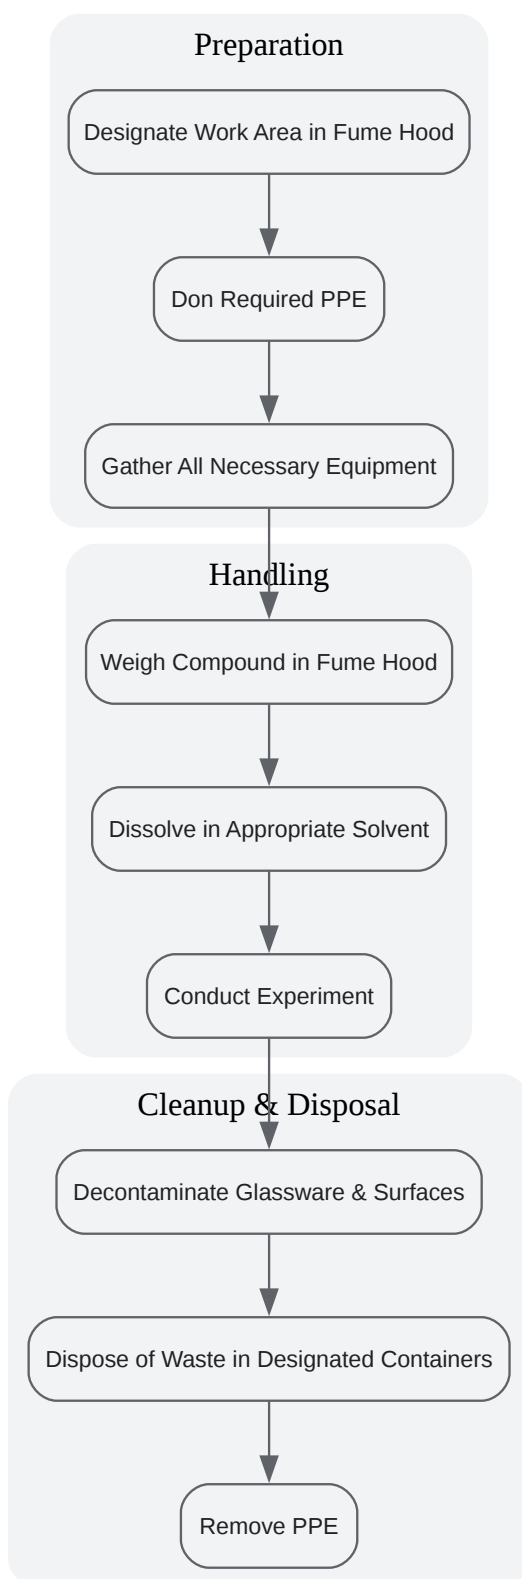 Preparation
Designate Work Area in Fume Hood
Don Required PPE
Gather All Necessary Equipment
Handling
Weigh Compound in Fume Hood
Dissolve in Appropriate Solvent
Conduct Experiment
Cleanup & Disposal
Decontaminate Glassware & Surfaces
Dispose of Waste in Designated Containers
Remove PPE